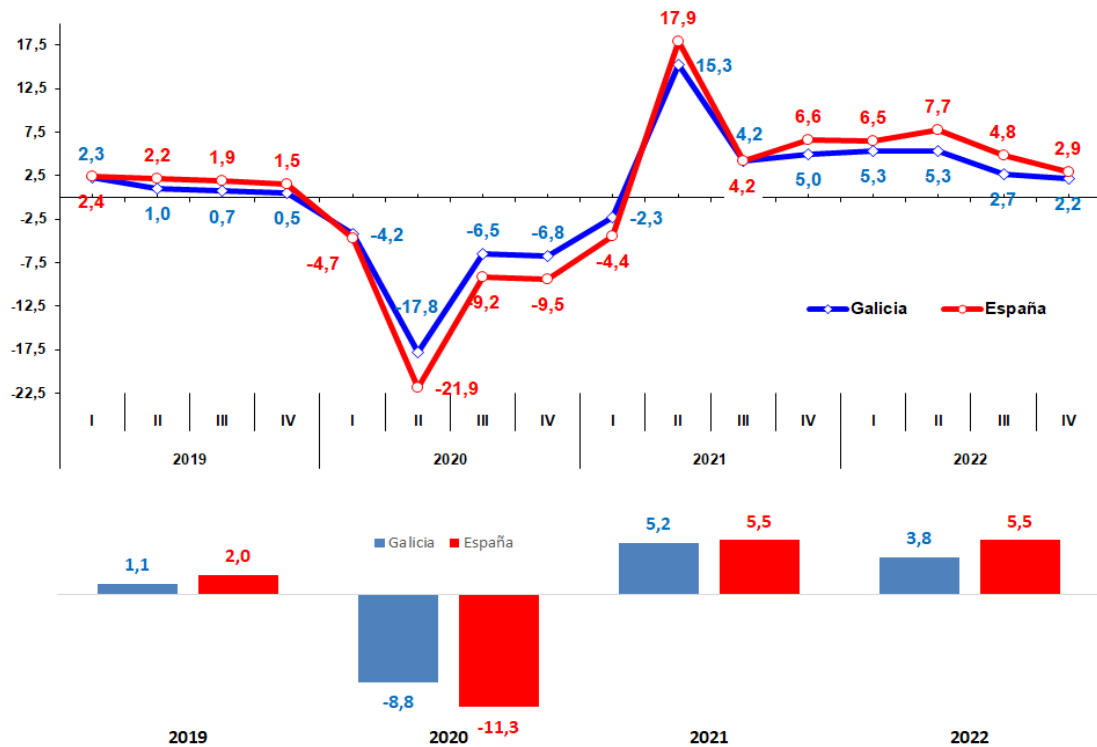 17,5
12,5
7,5
2,5
-2,5
-7,5
-12,5
-17,5
-22,5
2,3 2,2 1,9 1,5
2,4 1,0 0,7 0,5
-4,2
-4,7
-17,8
-21,9
-6,5 -6,8
-9,2 -9,5
-2,3
-4,4
17,9
15,3
4,2 6,6 6,5 7,7 4,8 2,9
4,2 5,0 5,3 5,3 2,7 2,2
Galicia España
I II III IV I II III IV I II III IV I II III IV
2019 2020 2021 2022
Galicia España
1,1 2,0 5,2 5,5 3,8 5,5
-8,8 -11,3
2019 2020 2021 2022